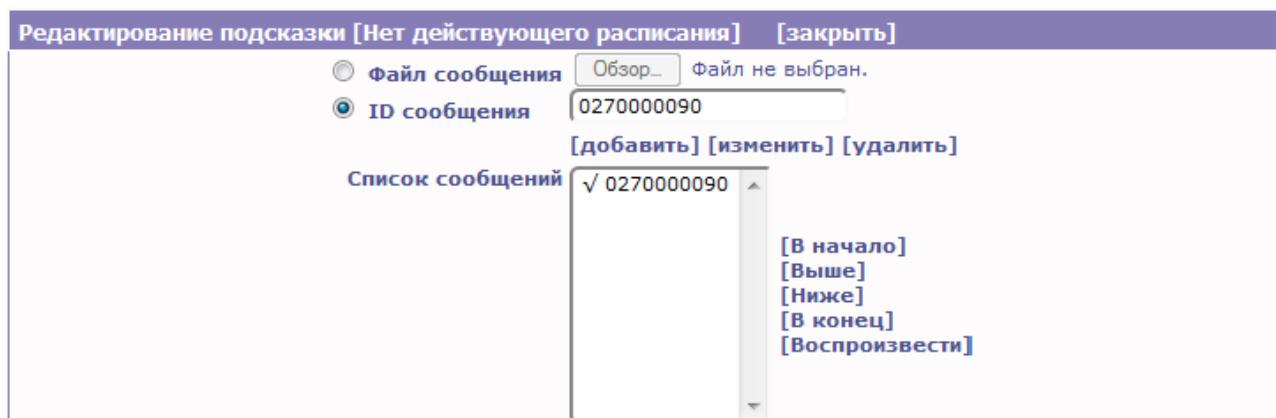 Редактирование подсказки [Нет действующего расписания] [закрыть]
Файл сообщения Обзор... Файл не выбран.
ID сообщения 0270000090
[добавить] [изменить] [удалить]
Список сообщений √ 0270000090
[В начало]
[Выше]
[Ниже]
[В конец]
[Воспроизвести]